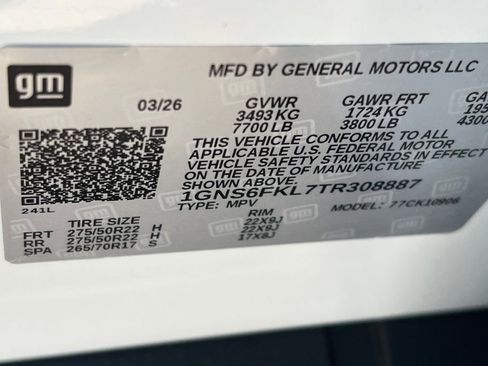 gm
MFD BY GENERAL MOTORS LLC
03/26 GVWR GAWR FRT GA
3493 KG 1724 KG 195
7700 LB 3800 LB 4300
THIS VEHICLE CONFORMS TO ALL
APPLICABLE U.S. FEDERAL MOTOR
VEHICLE SAFETY STANDARDS IN EFFECT
ON THE DATE OF MANUFACTURE
SHOWN ABOVE.
1GNS6FKL7TR308887
241L TYPE: MPV MODEL: 77CK10906
TIRE SIZE RIM
FRT 275/50R22 H 22X9J
RR 275/50R22 H 22X9J
SPA 265/70R17 S 17X8J